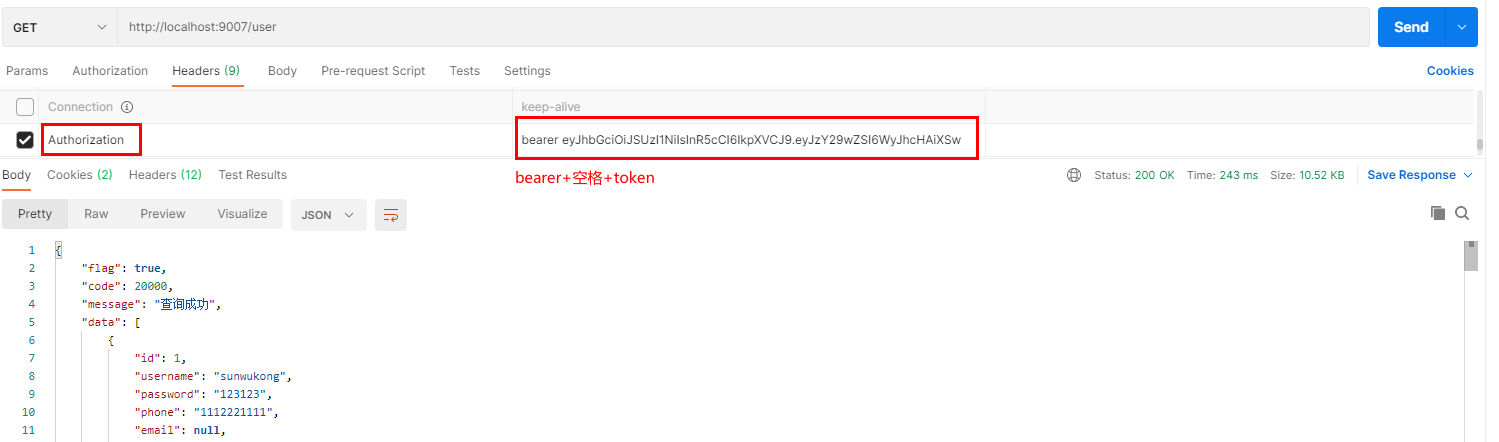 GET http://localhost:9007/user Send
Params Authorization Headers (9) Body Pre-request Script Tests Settings Cookies
Connection keep-alive
Authorization bearer eyJhbGciOiJSUzI1NiIsInR5cCI6IkpXVCJ9.eyJzY29wZSI6WyJhcHAiXSw
bearer+空格+token
Body Cookies (2) Headers (12) Test Results Status: 200 OK Time: 243 ms Size: 10.52 KB Save Response
Pretty Raw Preview Visualize JSON
1 {
2 "flag": true,
3 "code": 20000,
4 "message": "查询成功",
5 "data": [
6 {
7 "id": 1,
8 "username": "sunwukong",
9 "password": "123123",
10 "phone": "1112221111",
11 "email": null,